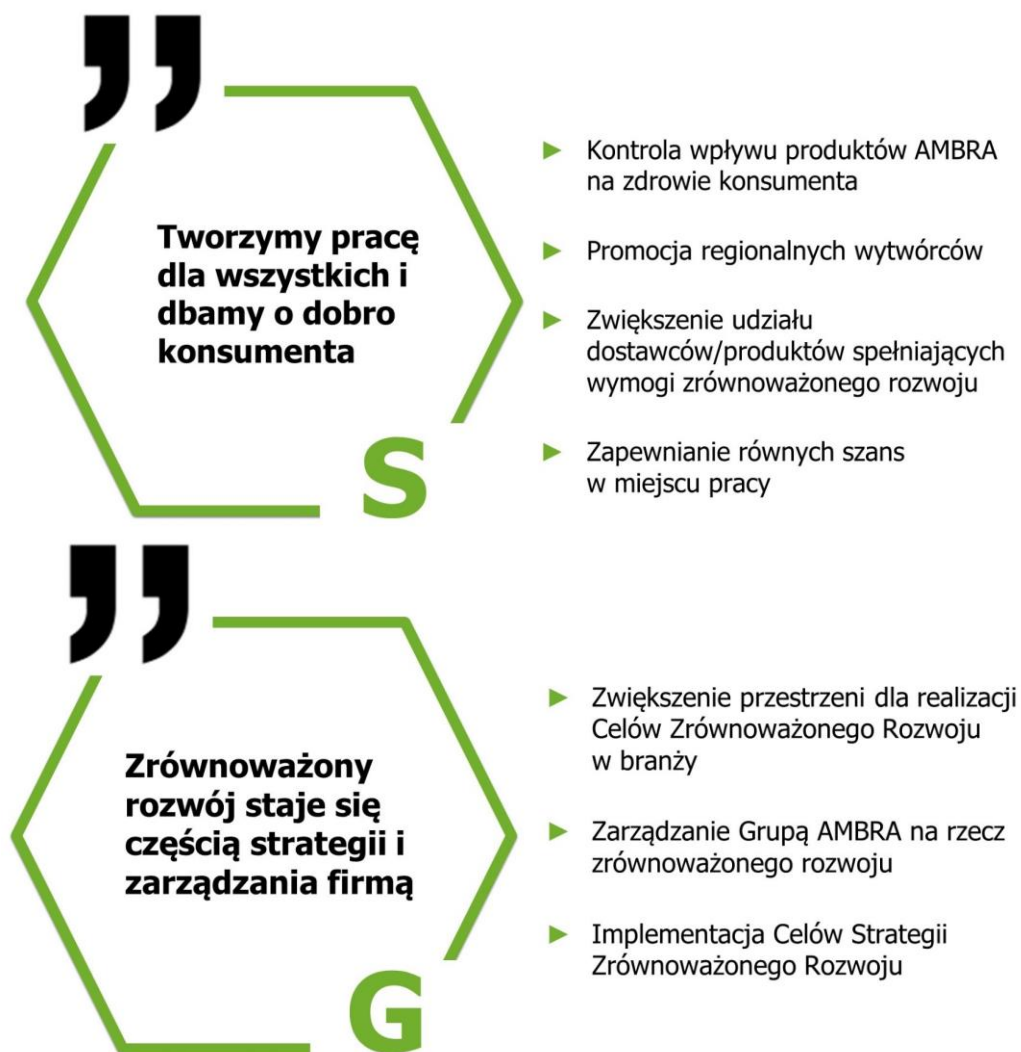 Tworzymy pracę
dla wszystkich i
dbamy o dobro
konsumenta
S
► Kontrola wpływu produktów AMBRA
na zdrowie konsumenta
► Promocja regionalnych wytwórców
► Zwiększenie udziału
dostawców/produktów spełniających
wymogi zrównoważonego rozwoju
► Zapewnianie równych szans
w miejscu pracy
Zrównoważony
rozwój staje się
częścią strategii i
zarządzania firmą
G
► Zwiększenie przestrzeni dla realizacji
Celów Zrównoważonego Rozwoju
w branży
► Zarządzanie Grupą AMBRA na rzecz
zrównoważonego rozwoju
► Implementacja Celów Strategii
Zrównoważonego Rozwoju